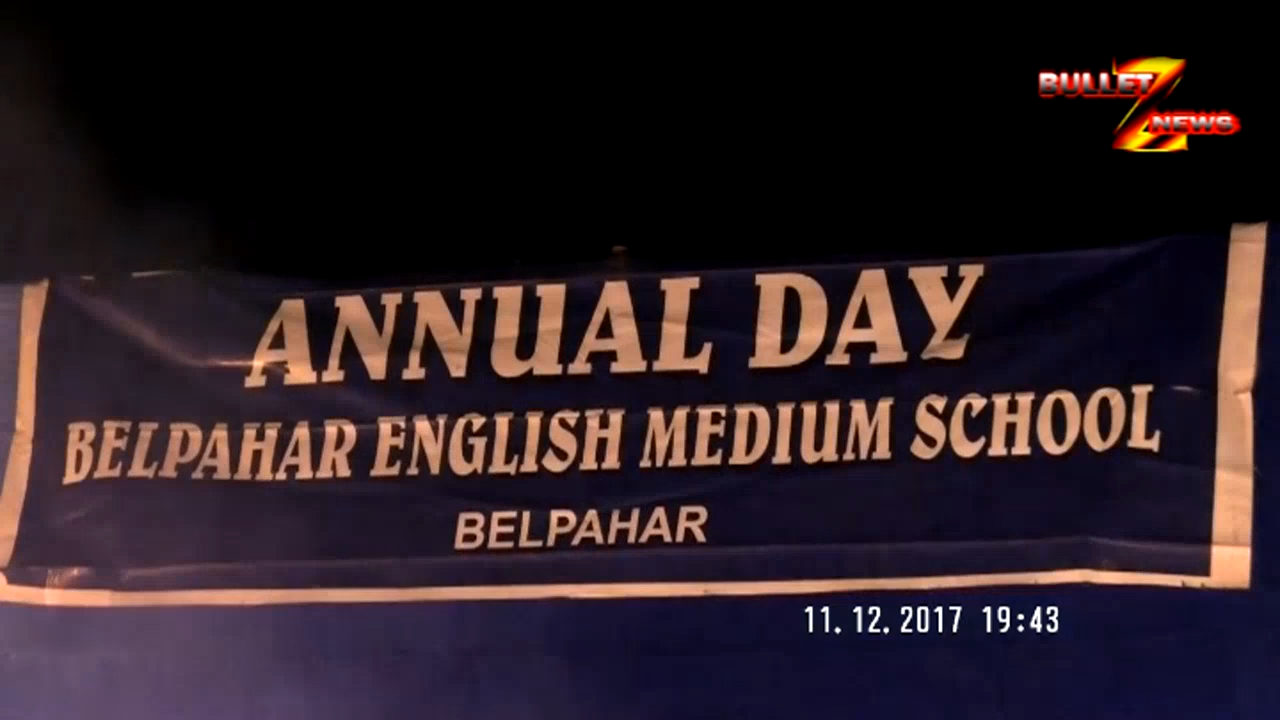 BULLET
Z NEWS
ANNUAL DAY
BELPAHAR ENGLISH MEDIUM SCHOOL
BELPAHAR
11.12.2017 19:43